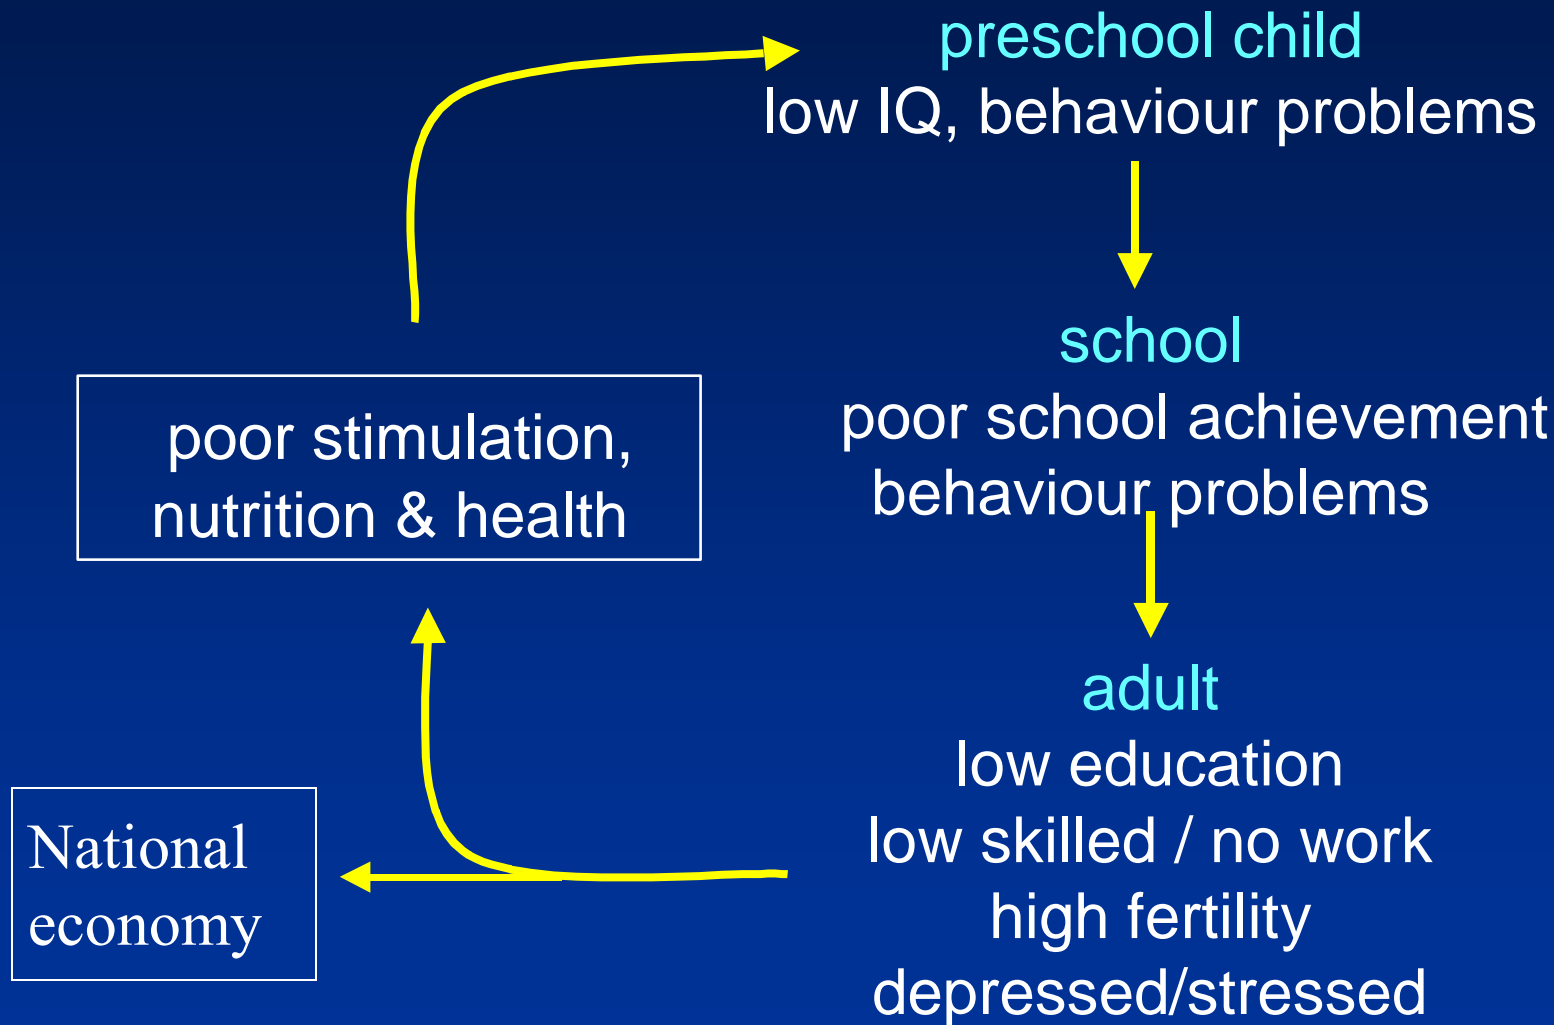 preschool child
low IQ, behaviour problems
school
poor school achievement
behaviour problems
poor stimulation,
nutrition & health
adult
low education
low skilled / no work
high fertility
depressed/stressed
National
economy